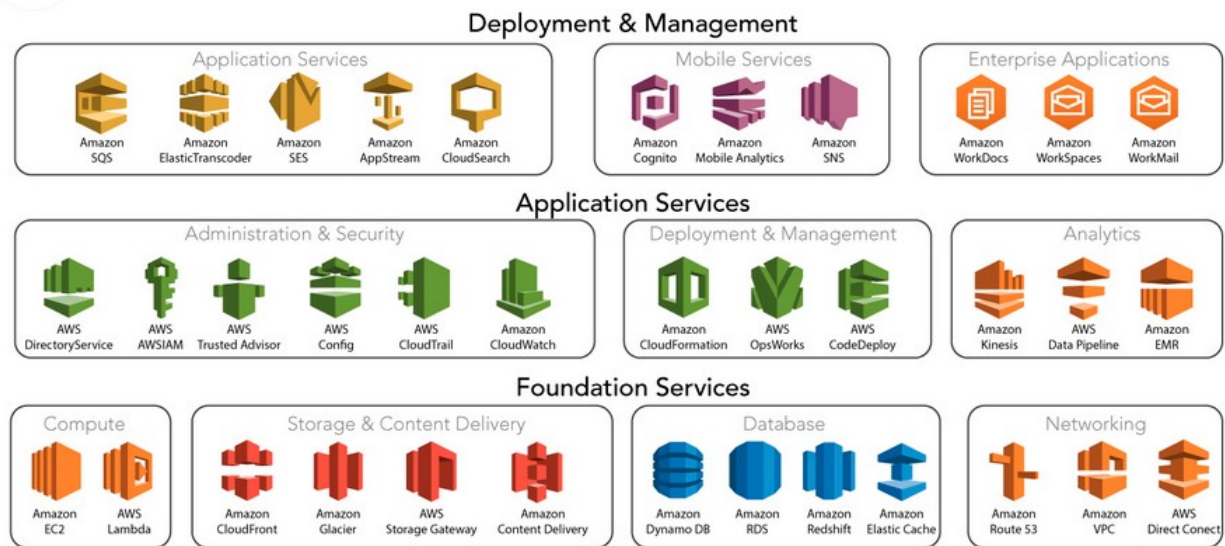 Deployment & Management
Application Services
Amazon SQS
Amazon ElasticTranscoder
Amazon SES
Amazon AppStream
Amazon CloudSearch
Mobile Services
Amazon Cognito
Amazon Mobile Analytics
Amazon SNS
Enterprise Applications
Amazon WorkDocs
Amazon WorkSpaces
Amazon WorkMail
Application Services
Administration & Security
AWS DirectoryService
AWS AWSIAM
AWS Trusted Advisor
AWS Config
AWS CloudTrail
Amazon CloudWatch
Deployment & Management
Amazon CloudFormation
AWS OpsWorks
AWS CodeDeploy
Analytics
Amazon Kinesis
AWS Data Pipeline
Amazon EMR
Foundation Services
Compute
Amazon EC2
AWS Lambda
Storage & Content Delivery
Amazon CloudFront
Amazon Glacier
AWS Storage Gateway
Amazon Content Delivery
Database
Amazon Dynamo DB
Amazon RDS
Amazon Redshift
Amazon Elastic Cache
Networking
Amazon Route 53
Amazon VPC
AWS Direct Conect